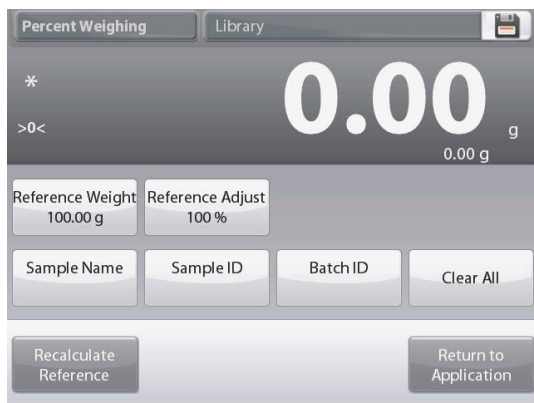 Percent Weighing
Library
*
0.00 g
>0<
0.00 g
Reference Weight
100.00 g
Reference Adjust
100 %
Sample Name
Sample ID
Batch ID
Clear All
Recalculate
Reference
Return to
Application